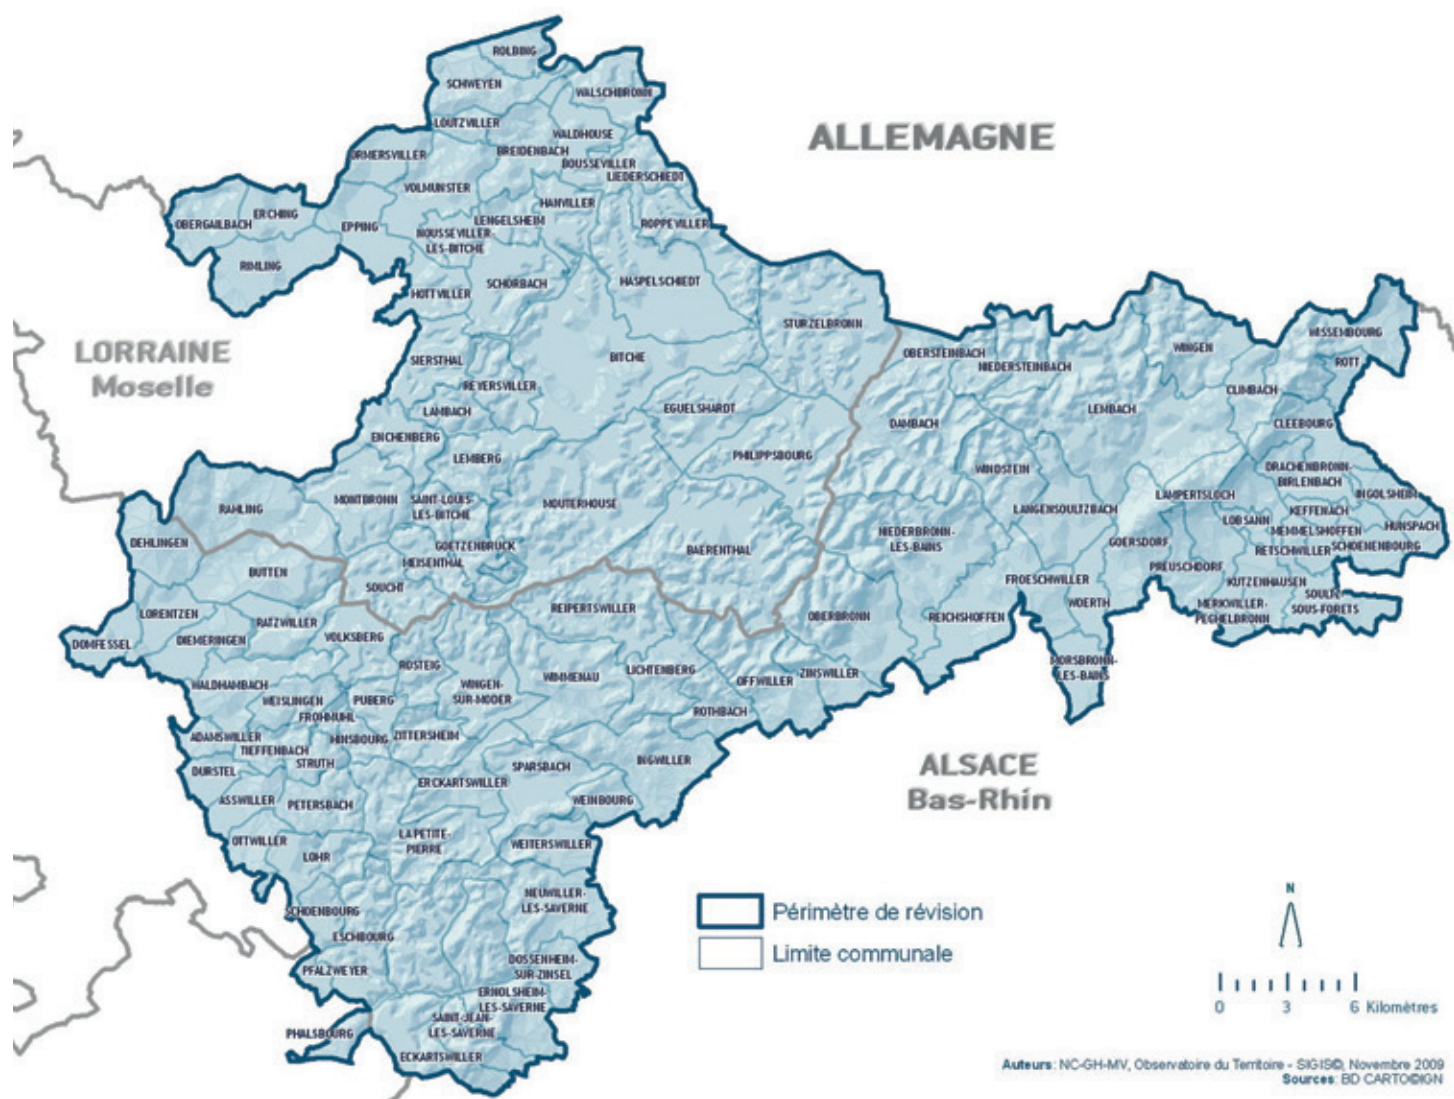 ROLBING
SCHWEYEN
WALSCHBRONN
LOUTZVILLER
WALDHOUSE
ALLEMAGNE
ORMERSVILLER
BREIDENBACH
BOUSSEVILLER
LIEDERSCHIEDT
VOLMUNSTER
HANVILLER
LENGELSHEIM
ERCHING
OBERGAILBACH
EPPING
ROPPEVILLER
NOUSSEVILLER-
LES-BITCHE
RIMLING
SCHORBACH
HASPELSCHIEDT
HOTTVILLER
STURZELBRONN
WISSEMBOURG
LORRAINE
Moselle
SIERSTHAL
BITCHE
OBERSTEINBACH
NIEDERSTEINBACH
WINGEN
ROTT
REYERSVILLER
CLIMBACH
LAMBACH
EGUELSHARDT
LEMBACH
DAMBACH
CLEEBOURG
ENCHENBERG
LEMBERG
PHILIPPSBOURG
WINDSTEIN
DRACHENBRONN-
BIRLENBACH
MONTBRONN
SAINT-LOUIS-
LES-BITCHE
MOUTERHOUSE
LAMPERTSLOCH
INGOLSHEIM
RAHLING
LANGENSOULTZBACH
KEFFENACH
LOBSANN
HUNSPACH
MEMMELSHOFFEN
NIEDERBRONN-
LES-BAINS
DEHLINGEN
GOETZENBRUCK
BAERENTHAL
GOERSDORF
RETSCHWILLER
SCHOENENBOURG
MEISENTHAL
BUTTEN
PREUSCHDORF
SOUCHT
FROESCHWILLER
KUTZENHAUSEN
SOULTZ-
SOUS-FORETS
LORENTZEN
REIPERTSWILLER
OBERBRONN
REICHSHOFFEN
WOERTH
MERKWILLER-
PECHELBRONN
RATZWILLER
DOMFESSEL
DIEMERINGEN
VOLKSBERG
ROSTEIG
LICHTENBERG
MORSBRONN-
LES-BAINS
WIMMENAU
OFFWILLER
ZINSWILLER
WALDHAMBACH
WINGEN-
SUR-MODER
WEISLINGEN
PUBERG
FROHMUHL
ROTHBACH
ADAMSWILLER
HINSBOURG
ZITTERSHEIM
TIEFFENBACH
STRUTH
INGWILLER
DURSTEL
SPARSBACH
ALSACE
Bas-Rhin
ERCKARTSWILLER
ASSWILLER
PETERSBACH
WEINBOURG
OTTWILLER
LA PETITE-
PIERRE
WEITERSWILLER
LOHR
NEUWILLER-
LES-SAVERNE
SCHOENBOURG
Périmètre de révision
N
ESCHBOURG
Limite communale
DOSSENHEIM-
SUR-ZINSEL
PFALZWEYER
ERNOLSHEIM-
LES-SAVERNE
0 3 6 Kilomètres
SAINT-JEAN-
LES-SAVERNE
PHALSBOURG
ECKARTSWILLER
Auteurs: NC-GH-MV, Observatoire du Territoire - SIGIS©, Novembre 2009
Sources: BD CARTO©IGN